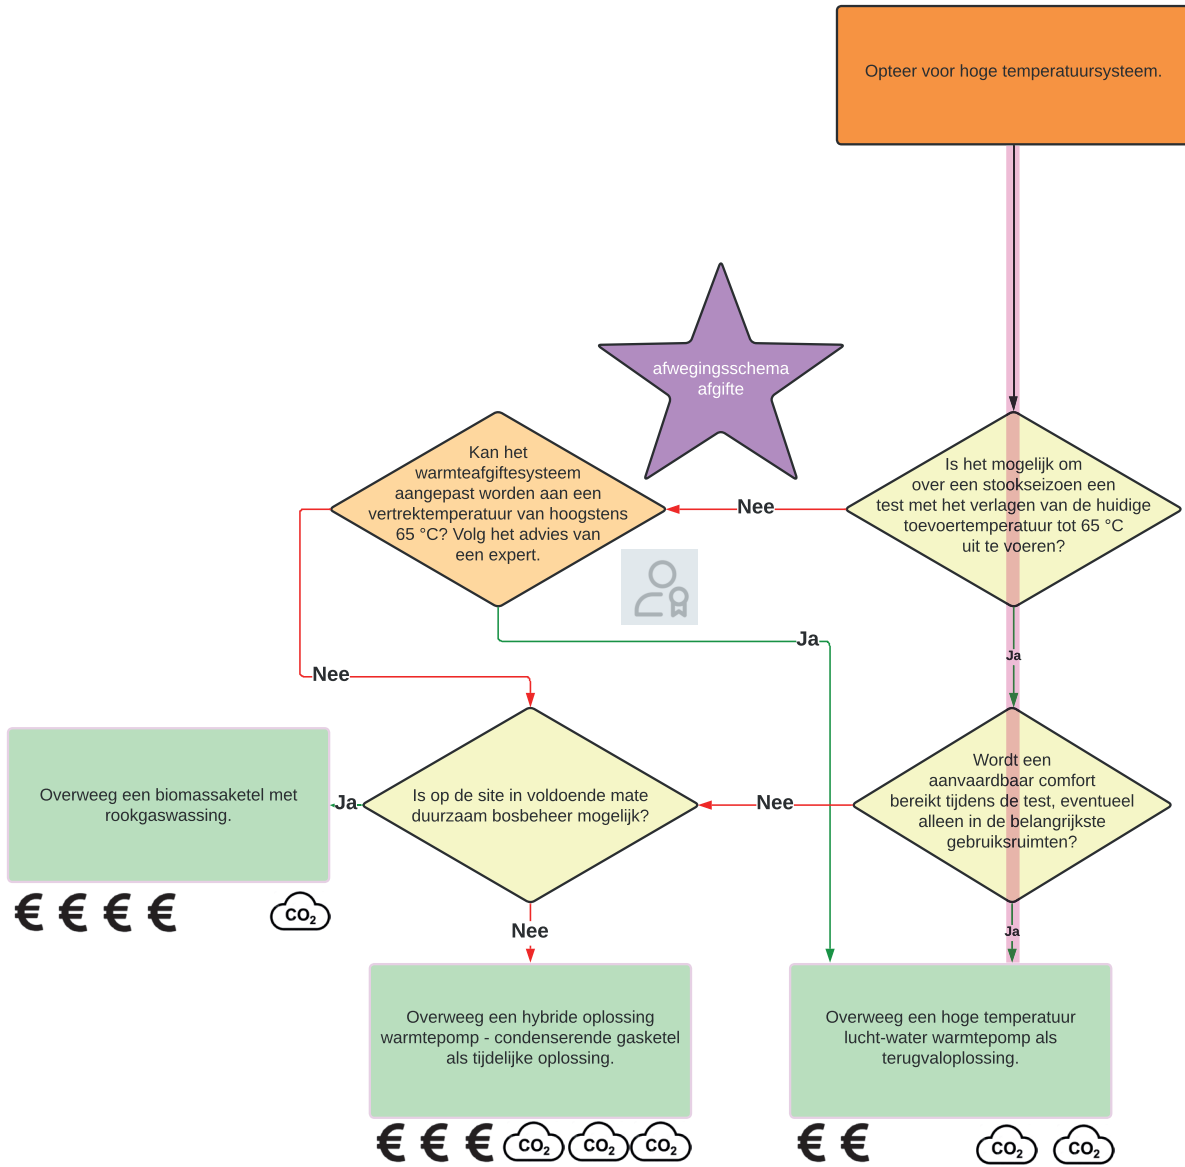 Opteer voor hoge temperatuursysteem.
afwegingsschema
afgifte
Is het mogelijk om
over een stookseizoen een
test met het verlagen van de huidige
toevoertemperatuur tot 65 °C
uit te voeren?
Nee
Kan het
warmteafgiftesysteem
aangepast worden aan een
vertrektemperatuur van hoogstens
65 °C? Volg het advies van
een expert.
Ja
Ja
Nee
Wordt een
aanvaardbaar comfort
bereikt tijdens de test, eventueel
alleen in de belangrijkste
gebruiksruimten?
Nee
Is op de site in voldoende mate
duurzaam bosbeheer mogelijk?
Ja
Overweeg een biomassaketel met
rookgaswassing.
€ € € €
CO2
Nee
Ja
Overweeg een hybride oplossing
warmtepomp - condenserende gasketel
als tijdelijke oplossing.
€ € €
CO2 CO2 CO2
Overweeg een hoge temperatuur
lucht-water warmtepomp als
terugvaloplossing.
€ €
CO2 CO2